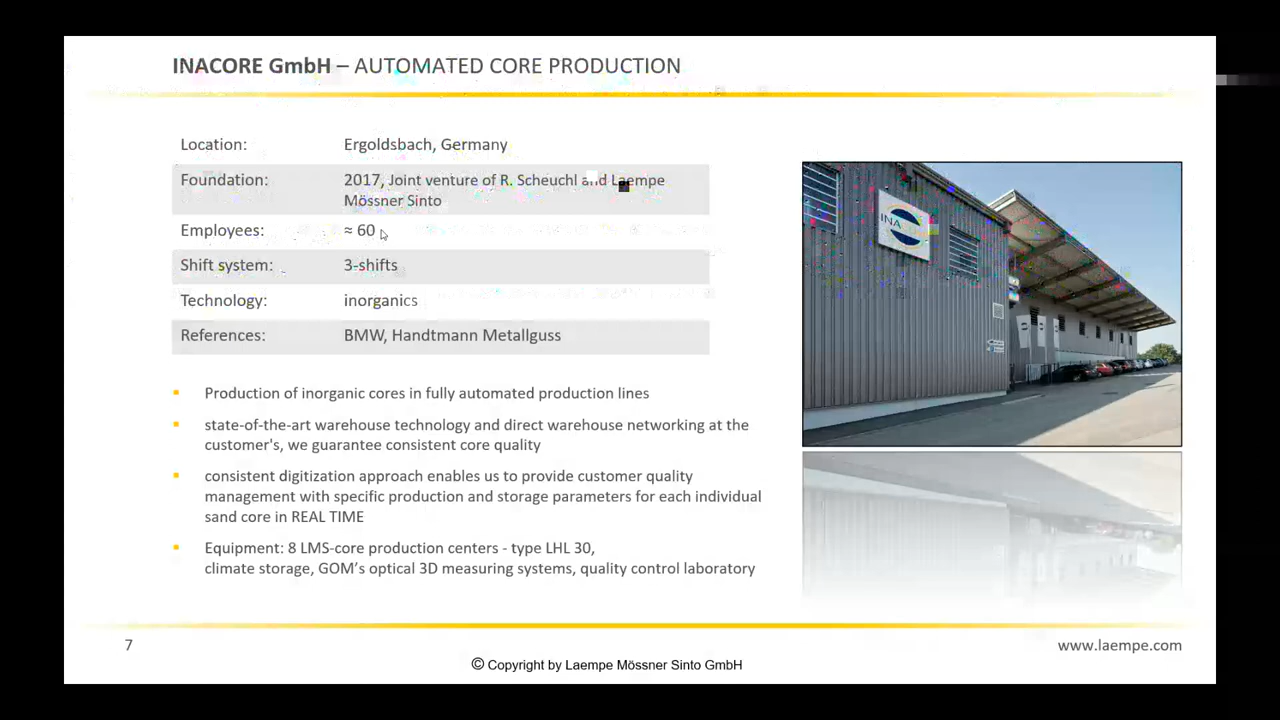 INACORE GmbH – AUTOMATED CORE PRODUCTION
Location: Ergoldsbach, Germany
Foundation: 2017, Joint venture of R. Scheuchl and Laempe
Mössner Sinto
Employees: ≈ 60
Shift system: 3-shifts
Technology: inorganics
References: BMW, Handtmann Metallguss
Production of inorganic cores in fully automated production lines
state-of-the-art warehouse technology and direct warehouse networking at the
customer's, we guarantee consistent core quality
consistent digitization approach enables us to provide customer quality
management with specific production and storage parameters for each individual
sand core in REAL TIME
Equipment: 8 LMS-core production centers - type LHL 30,
climate storage, GOM's optical 3D measuring systems, quality control laboratory
7
www.laempe.com
© Copyright by Laempe Mössner Sinto GmbH